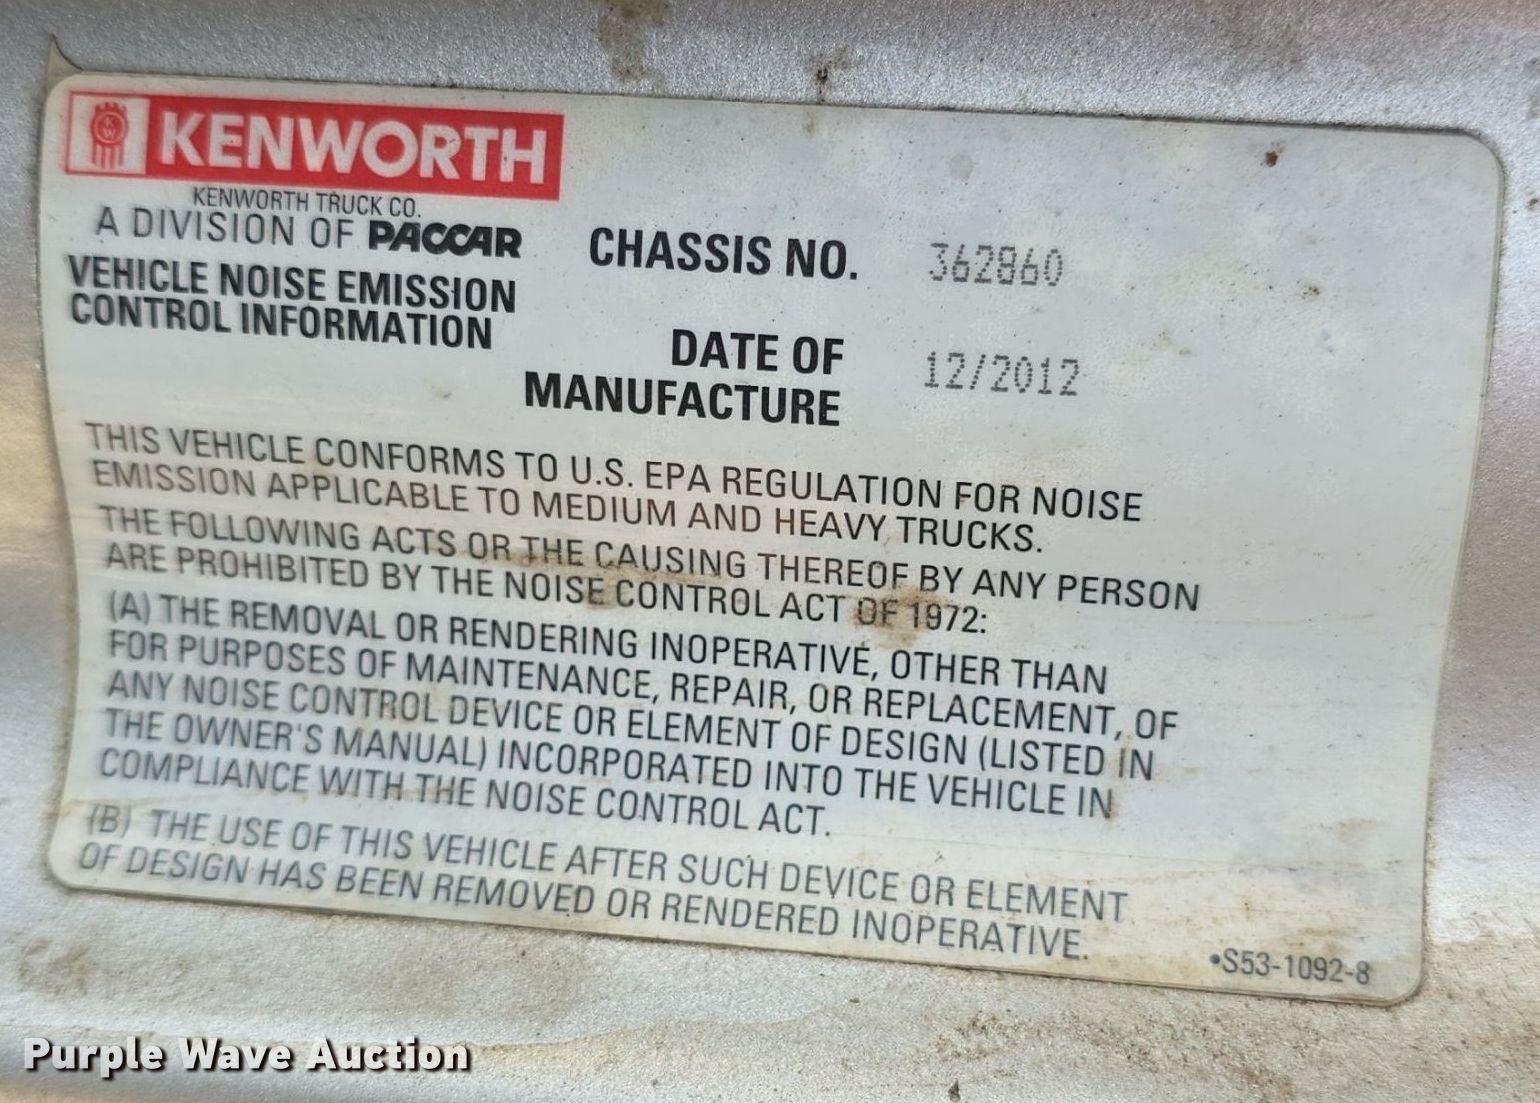 KENWORTH
KENWORTH TRUCK CO.
A DIVISION OF PACCAR
VEHICLE NOISE EMISSION
CONTROL INFORMATION
CHASSIS NO. 362860
DATE OF
MANUFACTURE 12/2012
THIS VEHICLE CONFORMS TO U.S. EPA REGULATION FOR NOISE
EMISSION APPLICABLE TO MEDIUM AND HEAVY TRUCKS.
THE FOLLOWING ACTS OR THE CAUSING THEREOF BY ANY PERSON
ARE PROHIBITED BY THE NOISE CONTROL ACT OF 1972:
(A) THE REMOVAL OR RENDERING INOPERATIVE, OTHER THAN
FOR PURPOSES OF MAINTENANCE, REPAIR, OR REPLACEMENT, OF
ANY NOISE CONTROL DEVICE OR ELEMENT OF DESIGN (LISTED IN
THE OWNER'S MANUAL) INCORPORATED INTO THE VEHICLE IN
COMPLIANCE WITH THE NOISE CONTROL ACT.
(B) THE USE OF THIS VEHICLE AFTER SUCH DEVICE OR ELEMENT
OF DESIGN HAS BEEN REMOVED OR RENDERED INOPERATIVE.
•S53-1092-8
Purple Wave Auction